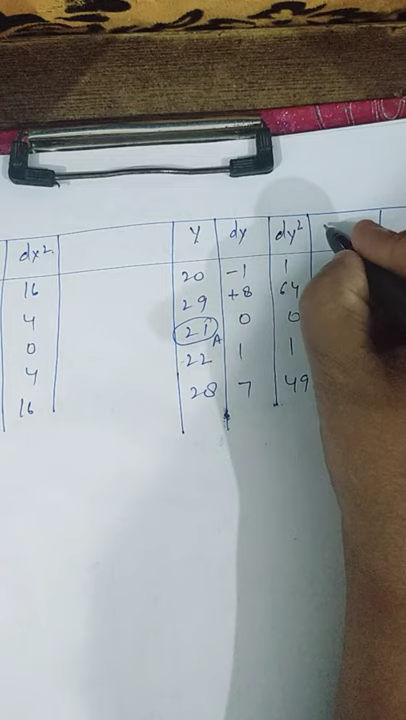 dx² Y dy dy²
16 20 -1 1
4 29 +8 64
0 21 0 0
A
4 22 1 1
16 28 7 49